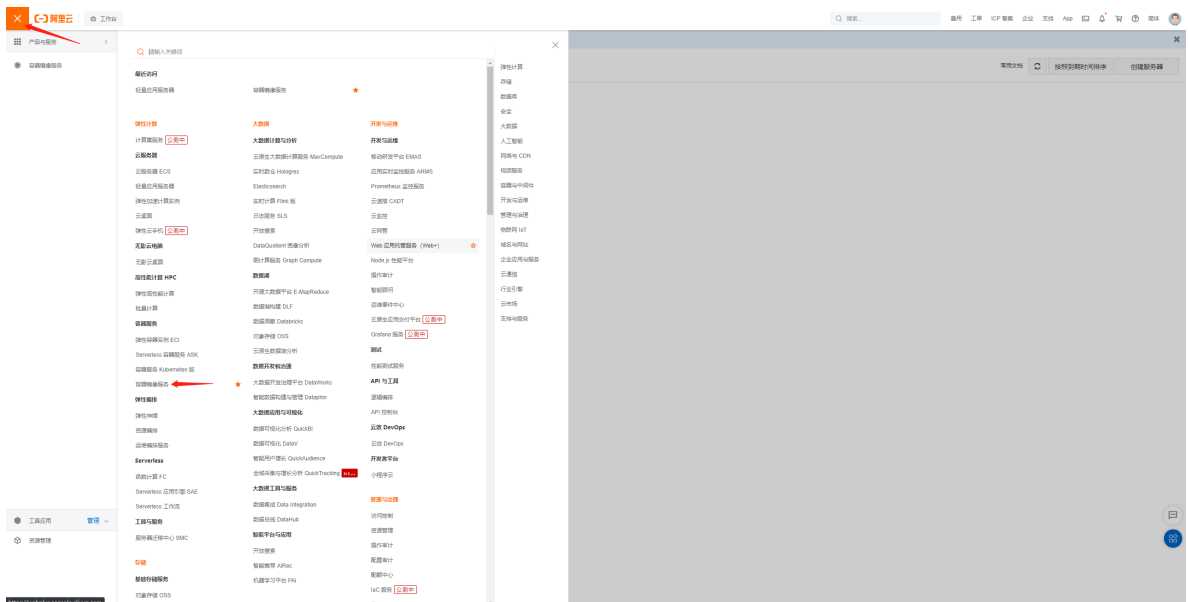 阿里云
工作台
搜索...
费用 工单 ICP 备案 企业 支持 App 简体
产品与服务
容器镜像服务
请输入关键词
最近访问
轻量应用服务器
容器镜像服务
弹性计算
计算巢服务 公测中
云服务器
云服务器 ECS
轻量应用服务器
弹性加速计算实例
云桌面
弹性云手机 公测中
无影云电脑
无影云桌面
高性能计算 HPC
弹性高性能计算
批量计算
容器服务
弹性容器实例 ECI
Serverless 容器服务 ASK
容器服务 Kubernetes 版
容器镜像服务
弹性编排
弹性伸缩
资源编排
运维编排服务
Serverless
函数计算 FC
Serverless 应用引擎 SAE
Serverless 工作流
工具与服务
服务器迁移中心 SMC
存储
基础存储服务
对象存储 OSS
大数据
大数据计算与分析
云原生大数据计算服务 MaxCompute
实时数仓 Hologres
Elasticsearch
实时计算 Flink 版
日志服务 SLS
开放搜索
DataQuotient 画像分析
图计算服务 Graph Compute
数据湖
开源大数据平台 E-MapReduce
数据湖构建 DLF
数据洞察 Databricks
对象存储 OSS
云原生数据湖分析
数据开发和治理
大数据开发治理平台 DataWorks
智能数据构建与管理 Dataphin
大数据应用与可视化
数据可视化分析 QuickBI
数据可视化 DataV
智能用户增长 QuickAudience
全域采集与增长分析 QuickTracking
大数据工具与服务
数据集成 Data Integration
数据总线 DataHub
智能平台与应用
开放搜索
智能推荐 AIRec
机器学习平台 PAI
开发与运维
开发与运维
移动研发平台 EMAS
应用实时监控服务 ARMS
Prometheus 监控服务
云速搭 CADT
云监控
云网管
Web 应用托管服务 (Web+)
Node.js 性能平台
操作审计
智能顾问
运维事件中心
云原生应用交付平台 公测中
Grafana 服务 公测中
测试
性能测试服务
API 与工具
逻辑编排
API 控制台
云效 DevOps
云效 DevOps
开发者平台
小程序云
管理与治理
访问控制
资源管理
操作审计
配置审计
配额中心
IaC 服务 公测中
弹性计算
存储
数据库
安全
大数据
人工智能
网络与 CDN
视频服务
容器与中间件
开发与运维
管理与治理
物联网 IoT
域名与网站
企业应用与服务
云通信
行业引擎
云市场
支持与服务
常用文档
按照到期时间排序
创建服务器
工具应用 管理
资源管理